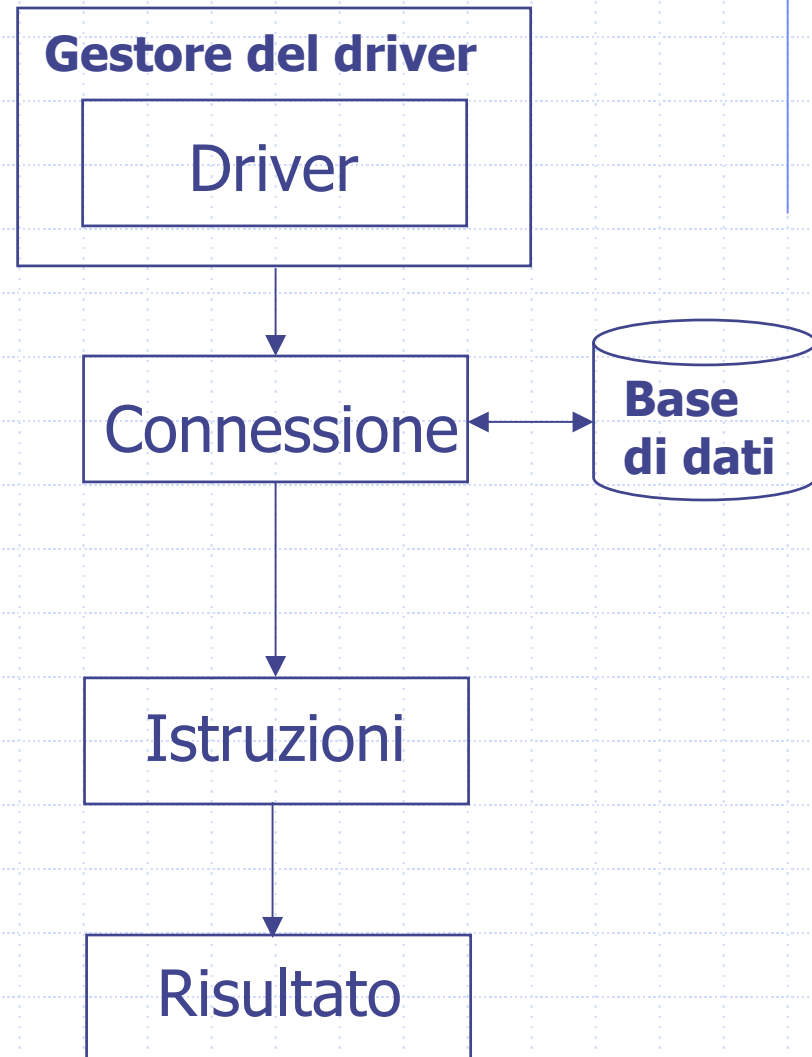 Gestore del driver
Driver
Connessione
Base
di dati
Istruzioni
Risultato